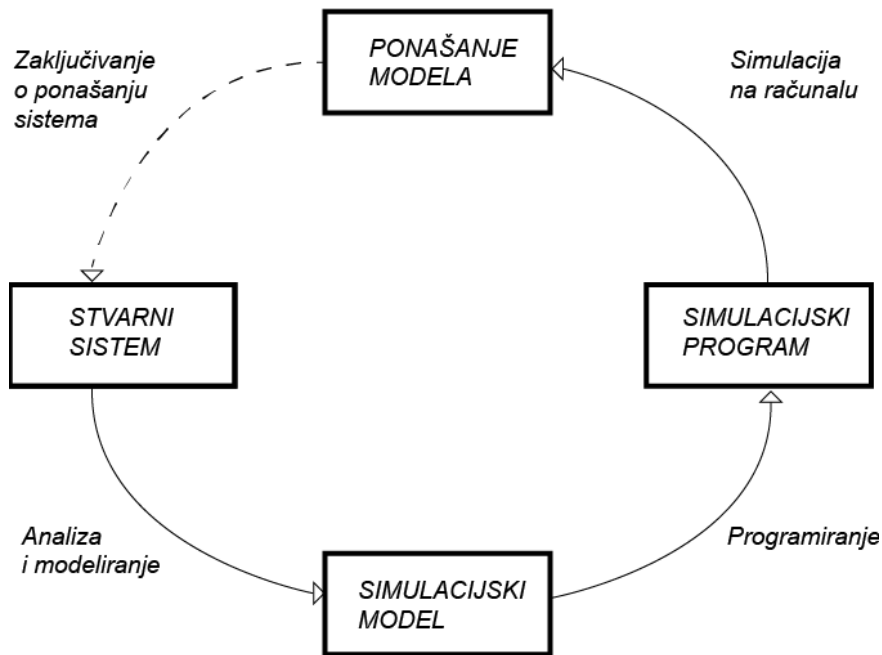 Zaključivanje
o ponašanju
sistema
PONAŠANJE
MODELA
Simulacija
na računalu
STVARNI
SISTEM
SIMULACIJSKI
PROGRAM
Analiza
i modeliranje
SIMULACIJSKI
MODEL
Programiranje